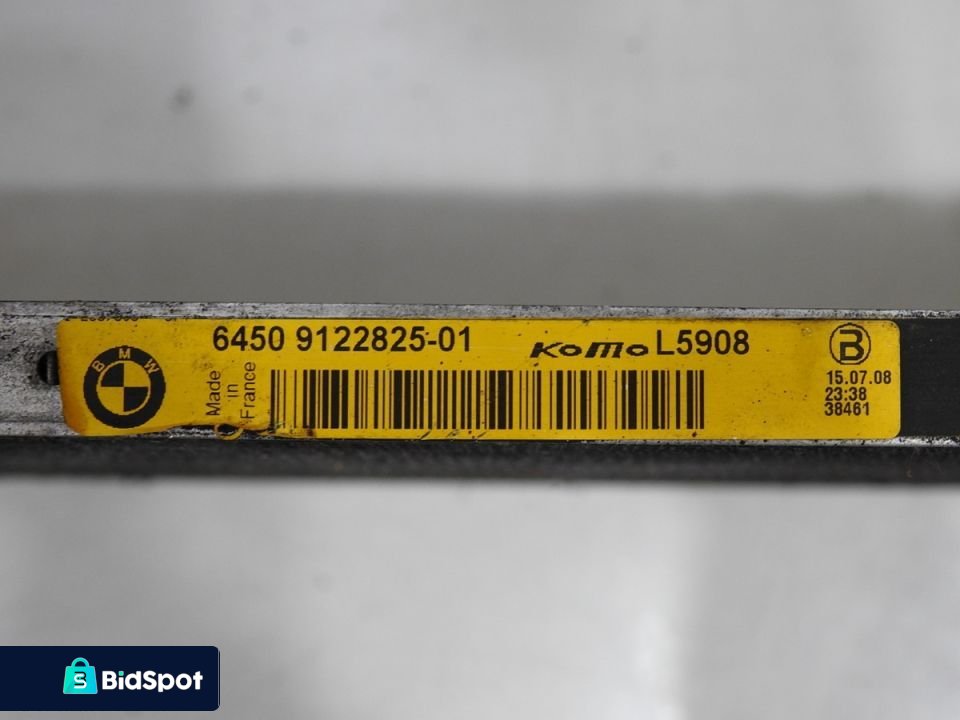 6450 9122825-01
KoMo L5908
BMW
Made
in
France
B
15.07.08
23:38
38461
BidSpot